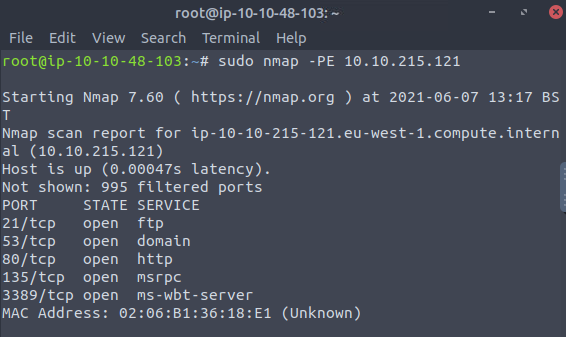 root@ip-10-10-48-103: ~
File Edit View Search Terminal Help
root@ip-10-10-48-103:~# sudo nmap -PE 10.10.215.121
Starting Nmap 7.60 ( https://nmap.org ) at 2021-06-07 13:17 BS
T
Nmap scan report for ip-10-10-215-121.eu-west-1.compute.intern
al (10.10.215.121)
Host is up (0.00047s latency).
Not shown: 995 filtered ports
PORT     STATE SERVICE
21/tcp   open  ftp
53/tcp   open  domain
80/tcp   open  http
135/tcp  open  msrpc
3389/tcp open  ms-wbt-server
MAC Address: 02:06:B1:36:18:E1 (Unknown)